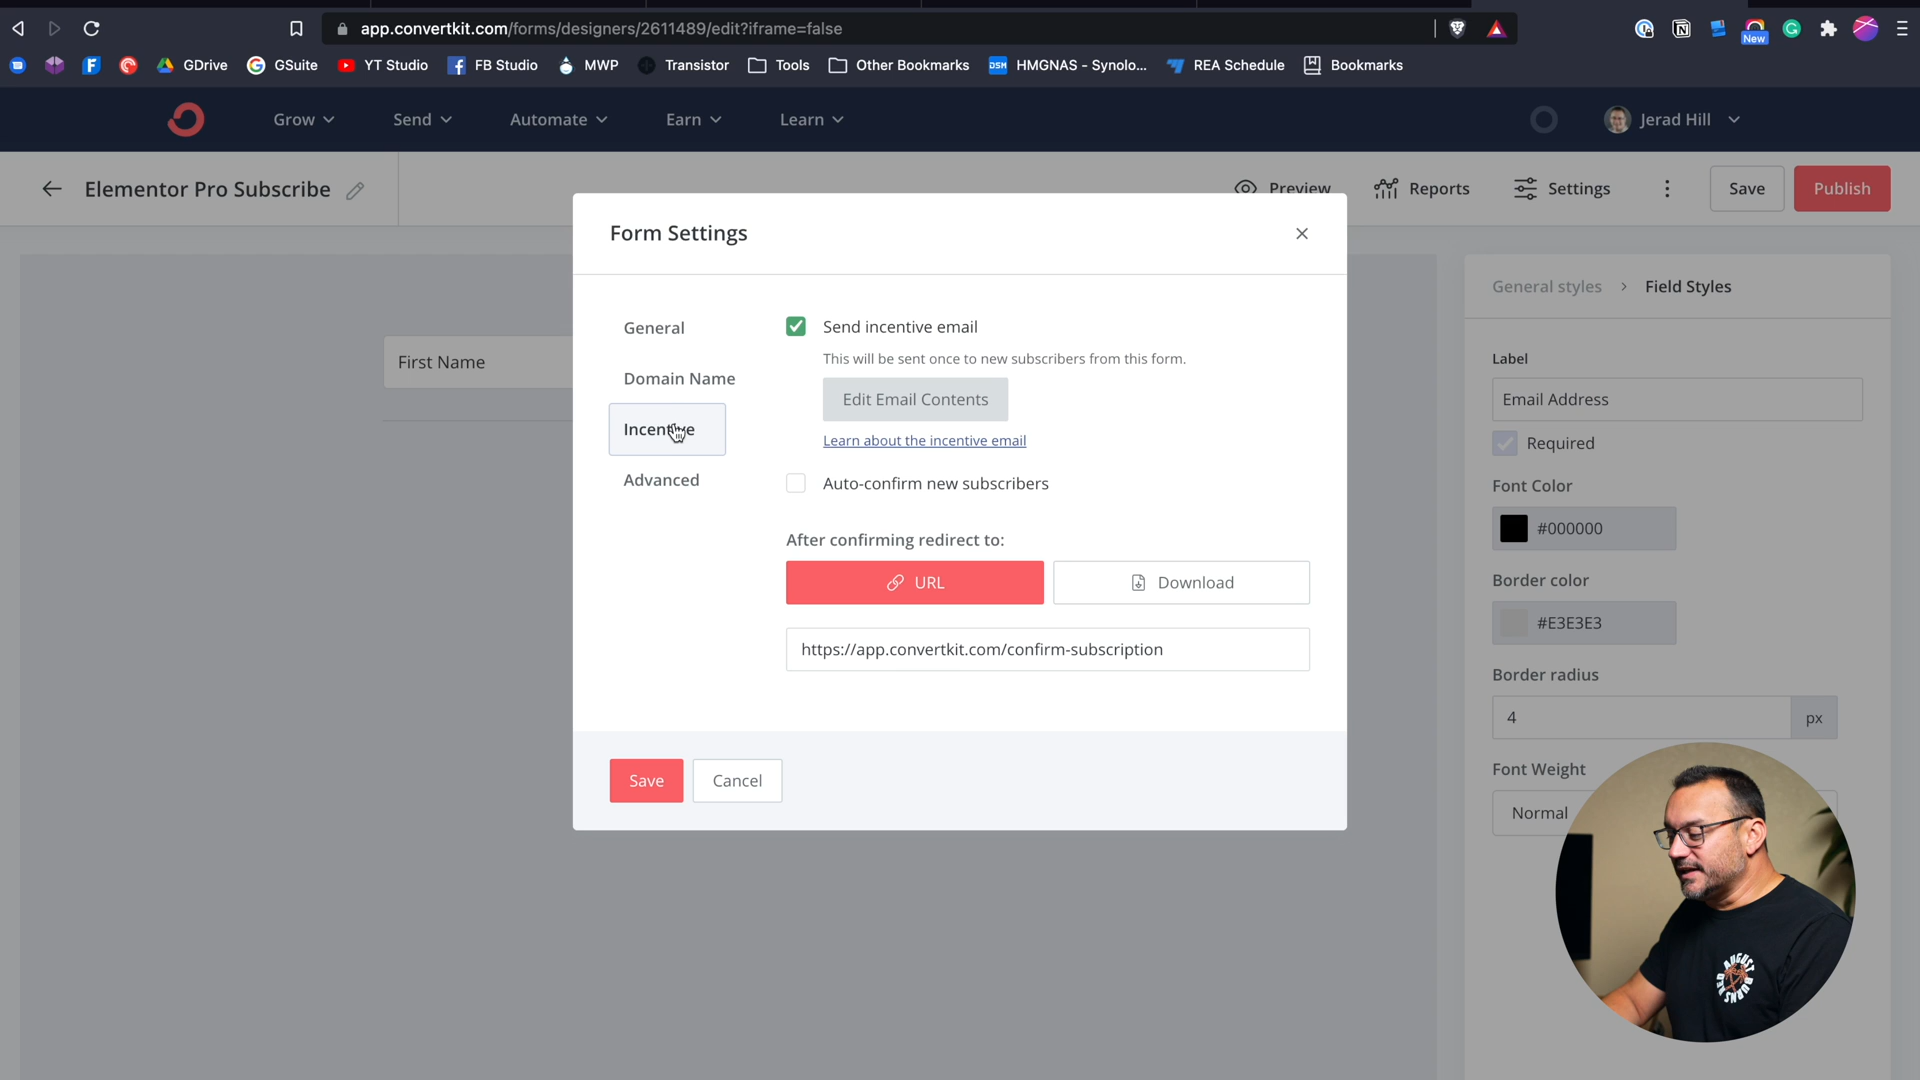 app.convertkit.com/forms/designers/2611489/edit?iframe=false
New
GDrive
GSuite
YT Studio
FB Studio
MWP
Transistor
Tools
Other Bookmarks
DSM
HMGNAS - Synolo...
REA Schedule
Bookmarks
Grow
Send
Automate
Earn
Learn
Jerad Hill
Elementor Pro Subscribe
Preview
Reports
Settings
Save
Publish
Form Settings
General
Domain Name
Incentive
Advanced
Send incentive email
This will be sent once to new subscribers from this form.
Edit Email Contents
Learn about the incentive email
Auto-confirm new subscribers
After confirming redirect to:
URL
Download
https://app.convertkit.com/confirm-subscription
Save
Cancel
First Name
General styles > Field Styles
Label
Email Address
Required
Font Color
#000000
Border color
#E3E3E3
Border radius
4
px
Font Weight
Normal
AUGUST
BURNS
RED